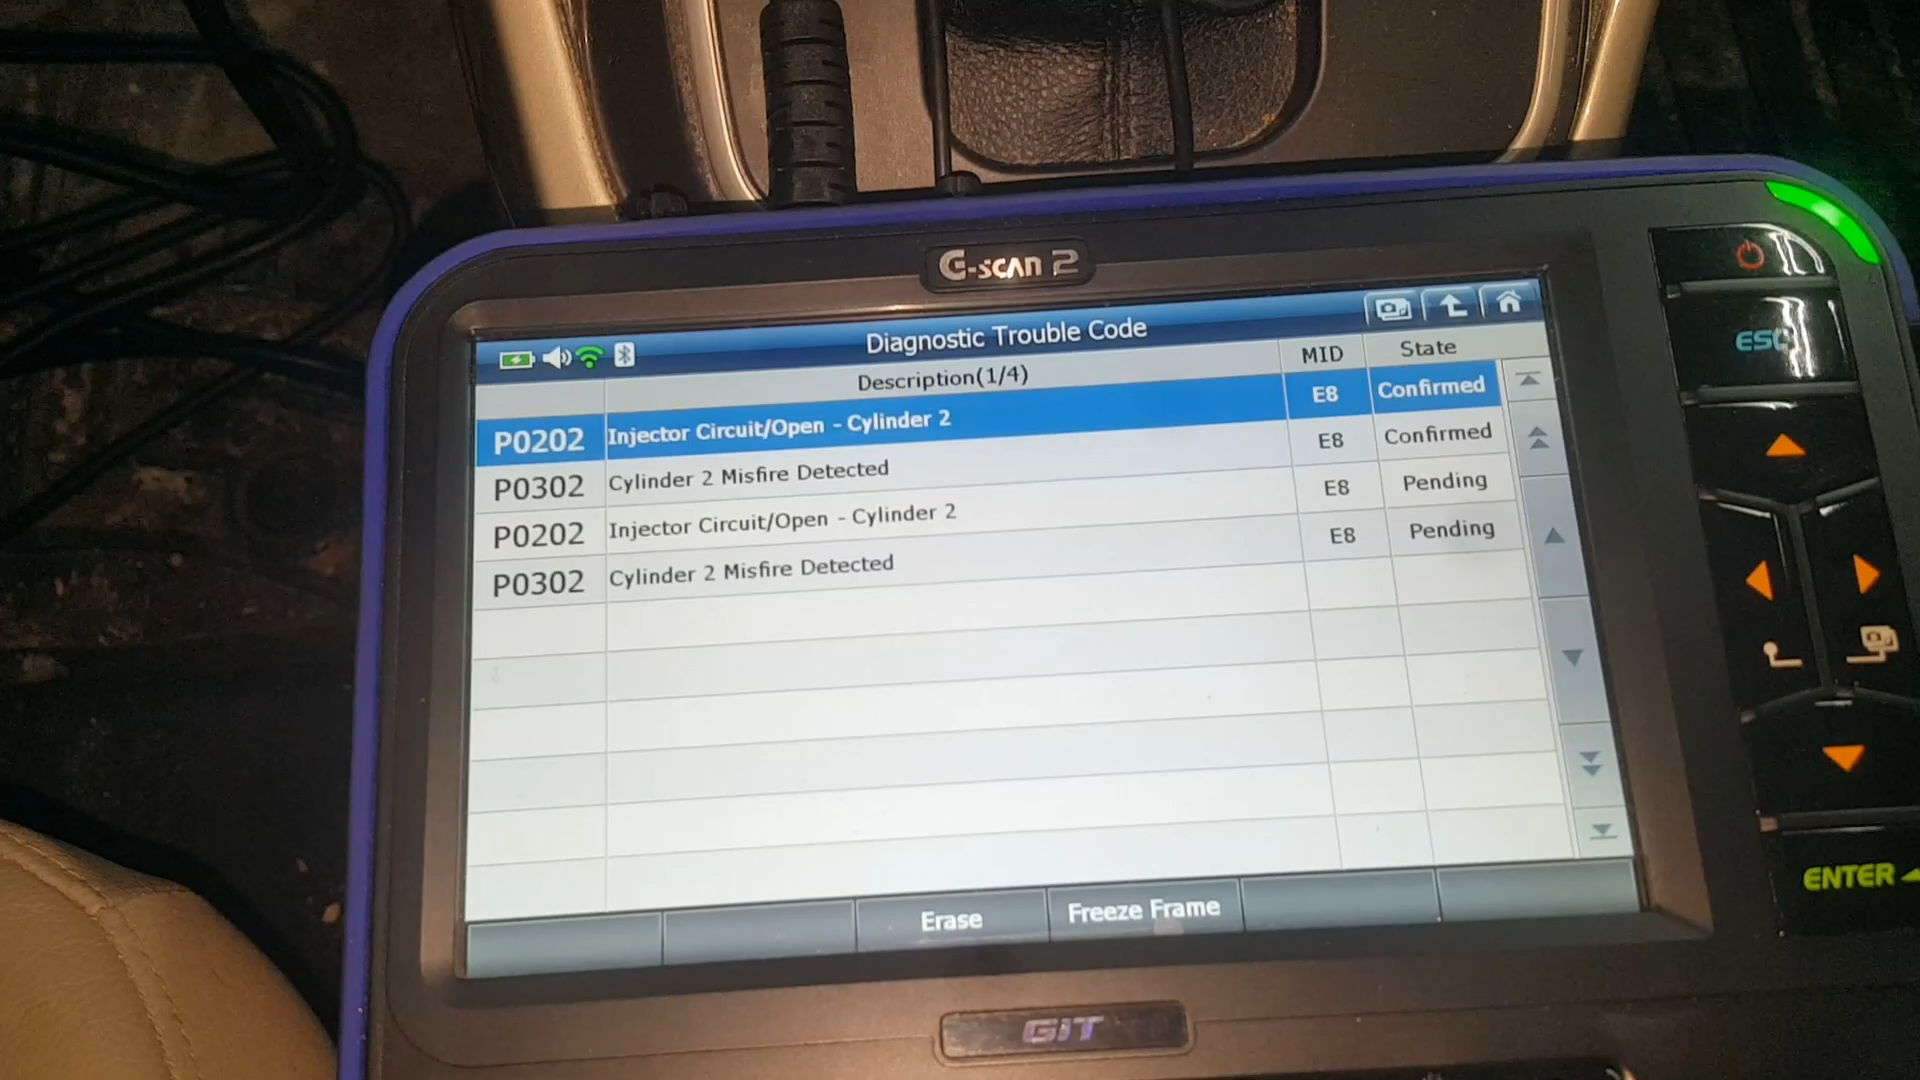 G-SCAN 2
Diagnostic Trouble Code
Description(1/4) MID State
P0202 Injector Circuit/Open - Cylinder 2 E8 Confirmed
P0302 Cylinder 2 Misfire Detected E8 Confirmed
P0202 Injector Circuit/Open - Cylinder 2 E8 Pending
P0302 Cylinder 2 Misfire Detected E8 Pending
Erase Freeze Frame
ESC
ENTER
GIT